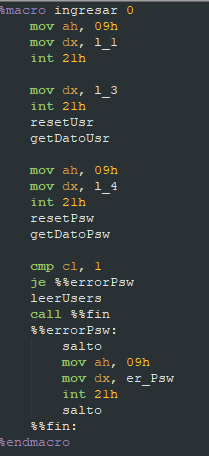 %macro ingresar 0
mov ah, 09h
mov dx, l_1
int 21h
mov dx, l_3
int 21h
resetUsr
getDatoUsr
mov ah, 09h
mov dx, l_4
int 21h
resetPsw
getDatoPsw
cmp cl, 1
je %%errorPsw
leerUsers
call %%fin
%%errorPsw:
salto
mov ah, 09h
mov dx, er_Psw
int 21h
salto
%%fin:
%endmacro